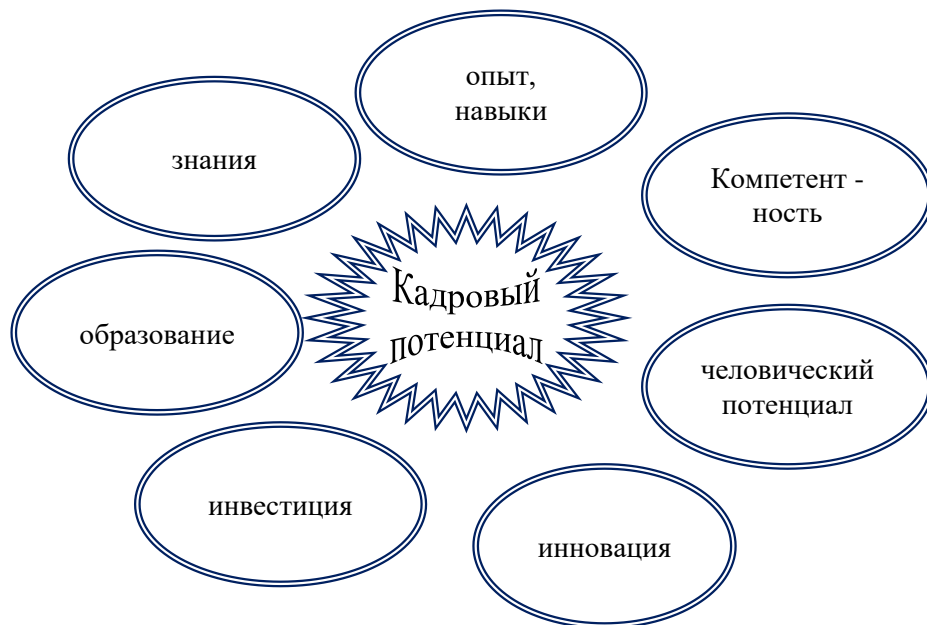 опыт,
навыки
знания
Компетент -
ность
Кадровый
потенциал
образование
человический
потенциал
инвестиция
инновация